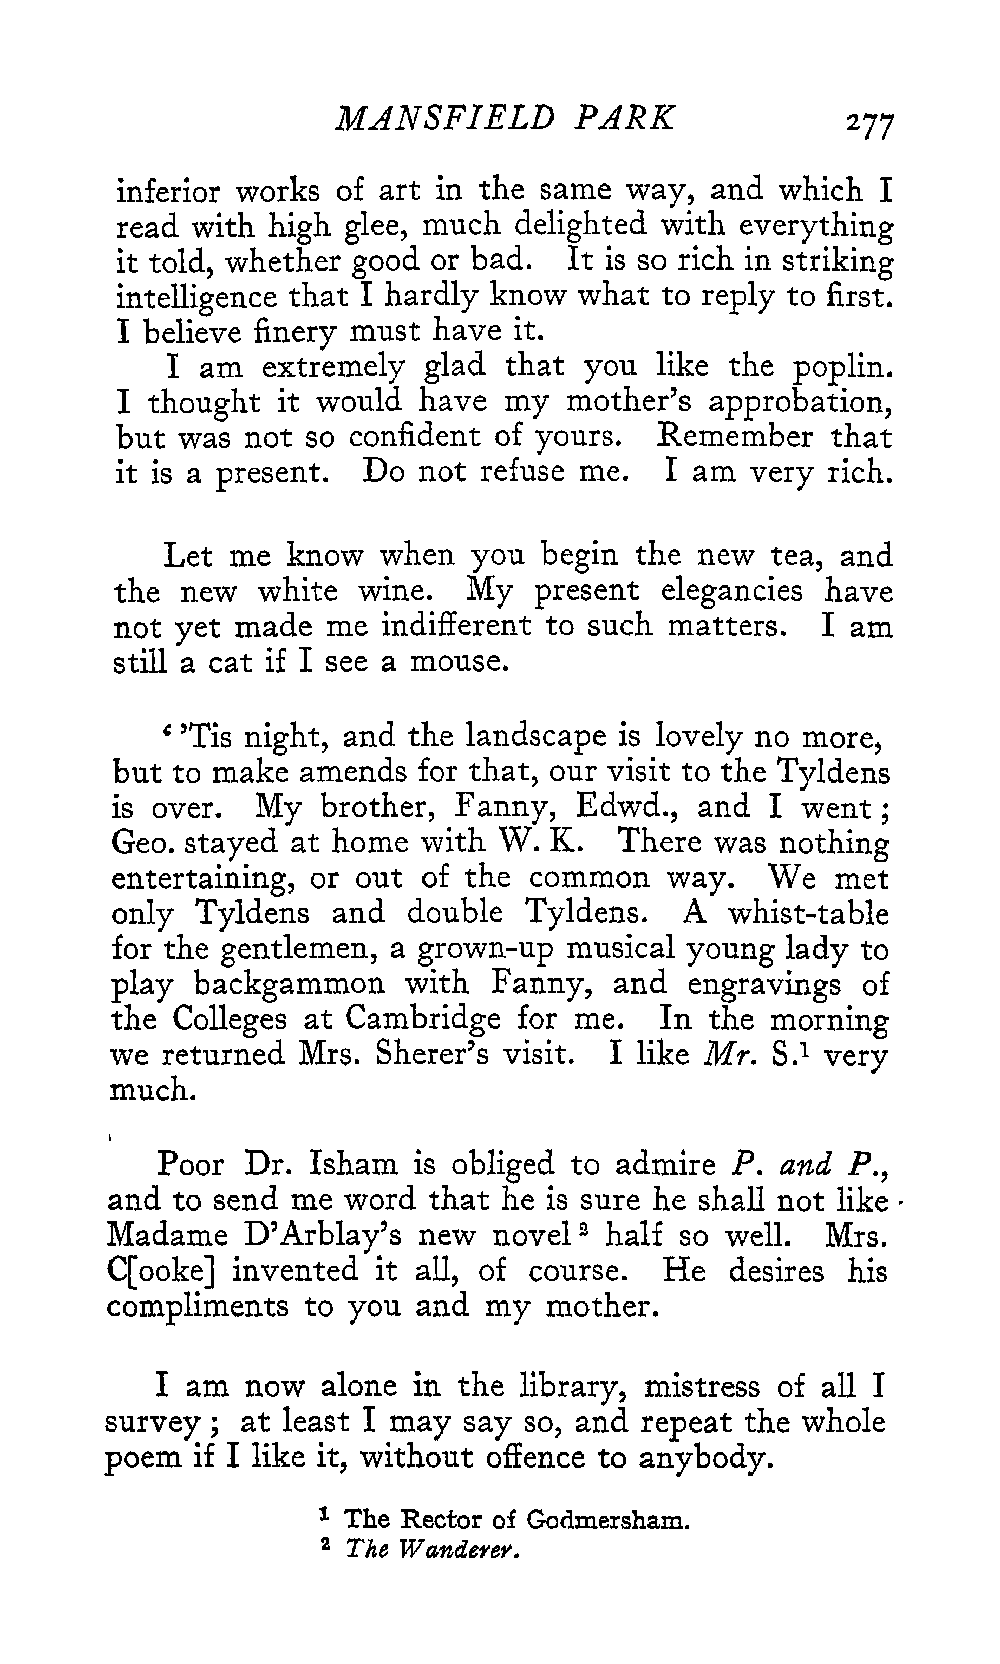 MANSFIELD PARK 277
inferior works of art in the same way, and which I
read with high glee, much delighted with everything
it told, whether good or bad. It is so rich in striking
intelligence that I hardly know what to reply to first.
I believe finery must have it.
I am extremely glad that you like the poplin.
I thought it would have my mother's approbation,
but was not so confident of yours. Remember that
it is a present. Do not refuse me. I am very rich.
Let me know when you begin the new tea, and
the new white wine. My present elegancies have
not yet made me indifferent to such matters. I am
still a cat if I see a mouse.
‘ ’Tis night, and the landscape is lovely no more,
but to make amends for that, our visit to the Tyldens
is over. My brother, Fanny, Edwd., and I went ;
Geo. stayed at home with W. K. There was nothing
entertaining, or out of the common way. We met
only Tyldens and double Tyldens. A whist-table
for the gentlemen, a grown-up musical young lady to
play backgammon with Fanny, and engravings of
the Colleges at Cambridge for me. In the morning
we returned Mrs. Sherer's visit. I like Mr. S.¹ very
much.
Poor Dr. Isham is obliged to admire P. and P.,
and to send me word that he is sure he shall not like
Madame D'Arblay's new novel ² half so well. Mrs.
C[ooke] invented it all, of course. He desires his
compliments to you and my mother.
I am now alone in the library, mistress of all I
survey ; at least I may say so, and repeat the whole
poem if I like it, without offence to anybody.
¹ The Rector of Godmersham.
² The Wanderer.